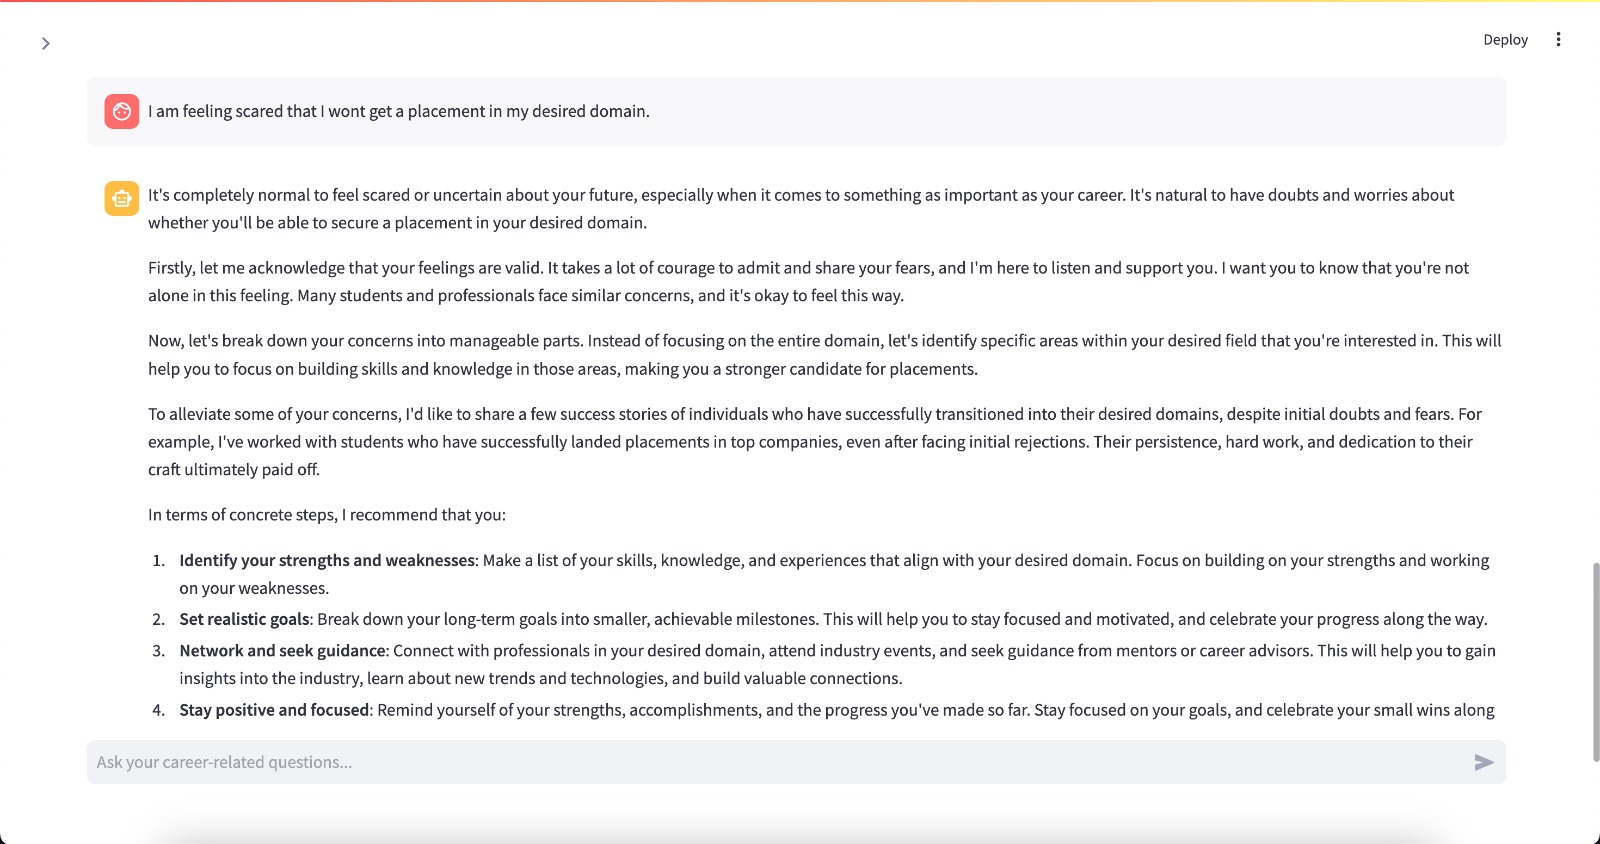 Deploy
I am feeling scared that I wont get a placement in my desired domain.
It's completely normal to feel scared or uncertain about your future, especially when it comes to something as important as your career. It's natural to have doubts and worries about
whether you'll be able to secure a placement in your desired domain.
Firstly, let me acknowledge that your feelings are valid. It takes a lot of courage to admit and share your fears, and I'm here to listen and support you. I want you to know that you're not
alone in this feeling. Many students and professionals face similar concerns, and it's okay to feel this way.
Now, let's break down your concerns into manageable parts. Instead of focusing on the entire domain, let's identify specific areas within your desired field that you're interested in. This will
help you to focus on building skills and knowledge in those areas, making you a stronger candidate for placements.
To alleviate some of your concerns, I'd like to share a few success stories of individuals who have successfully transitioned into their desired domains, despite initial doubts and fears. For
example, I've worked with students who have successfully landed placements in top companies, even after facing initial rejections. Their persistence, hard work, and dedication to their
craft ultimately paid off.
In terms of concrete steps, I recommend that you:
1. Identify your strengths and weaknesses: Make a list of your skills, knowledge, and experiences that align with your desired domain. Focus on building on your strengths and working
on your weaknesses.
2. Set realistic goals: Break down your long-term goals into smaller, achievable milestones. This will help you to stay focused and motivated, and celebrate your progress along the way.
3. Network and seek guidance: Connect with professionals in your desired domain, attend industry events, and seek guidance from mentors or career advisors. This will help you to gain
insights into the industry, learn about new trends and technologies, and build valuable connections.
4. Stay positive and focused: Remind yourself of your strengths, accomplishments, and the progress you've made so far. Stay focused on your goals, and celebrate your small wins along
Ask your career-related questions...